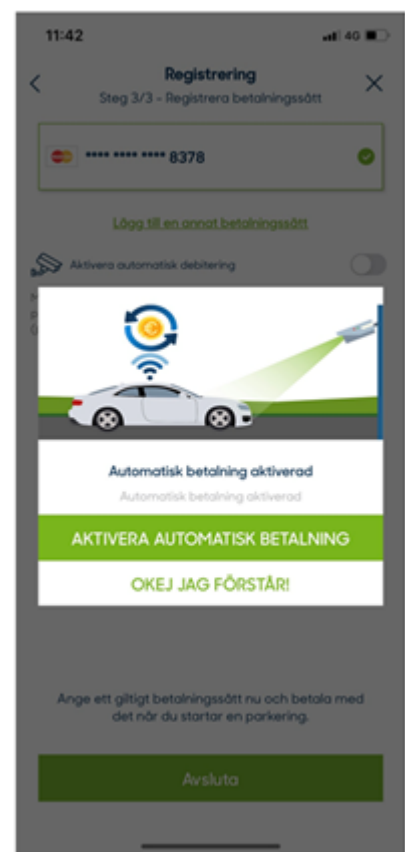 11:42
4G
Registrering
Steg 3/3 - Registrera betalningssätt
**** **** **** 8378
Lägg till en annat betalningssätt
Aktivera automatisk debitering
Automatisk betalning aktiverad
Automatisk betalning aktiverad
AKTIVERA AUTOMATISK BETALNING
OKEJ JAG FÖRSTÅR!
Ange ett giltigt betalningssätt nu och betala med
det når du startar en parkering.
Avsluta